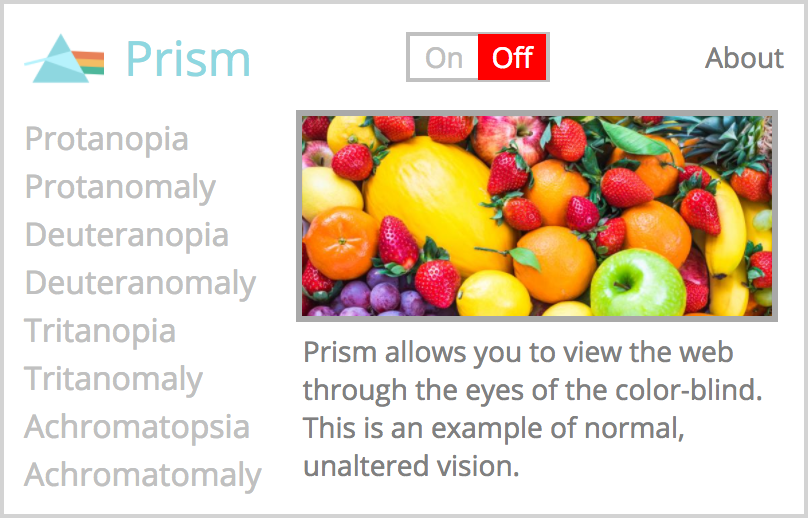 Prism
On Off
About
Protanopia
Protanomaly
Deuteranopia
Deuteranomaly
Tritanopia
Tritanomaly
Achromatopsia
Achromatomaly
Prism allows you to view the web
through the eyes of the color-blind.
This is an example of normal,
unaltered vision.